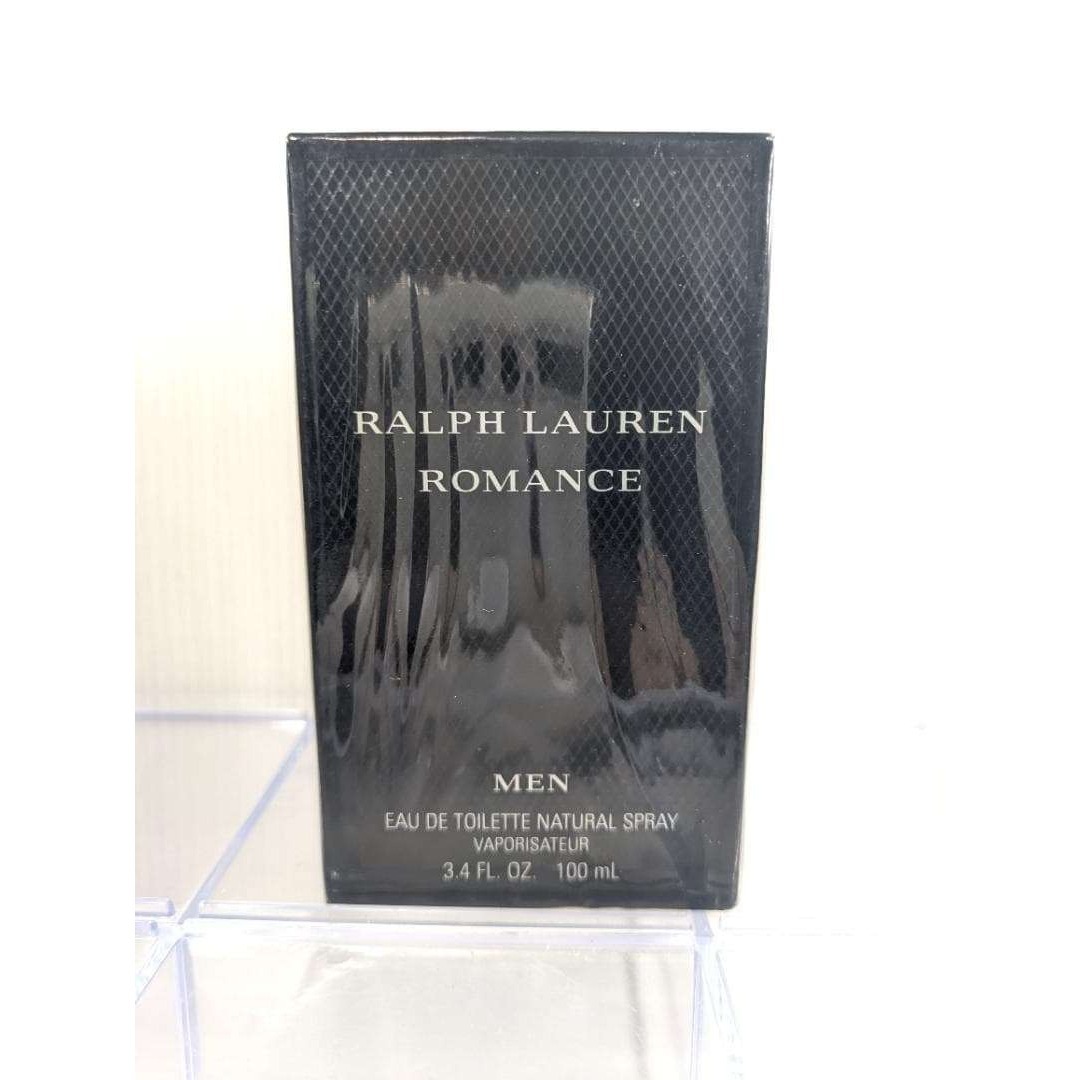 RALPH LAUREN
ROMANCE
MEN
EAU DE TOILETTE NATURAL SPRAY
VAPORISATEUR
3.4 FL. OZ. 100 mL